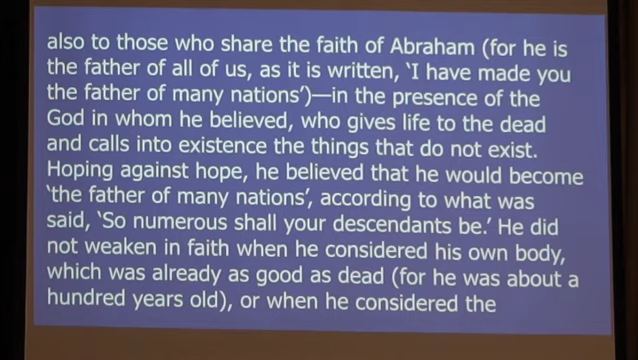 also to those who share the faith of Abraham (for he is
the father of all of us, as it is written, ‘I have made you
the father of many nations’)—in the presence of the
God in whom he believed, who gives life to the dead
and calls into existence the things that do not exist.
Hoping against hope, he believed that he would become
‘the father of many nations’, according to what was
said, ‘So numerous shall your descendants be.’ He did
not weaken in faith when he considered his own body,
which was already as good as dead (for he was about a
hundred years old), or when he considered the